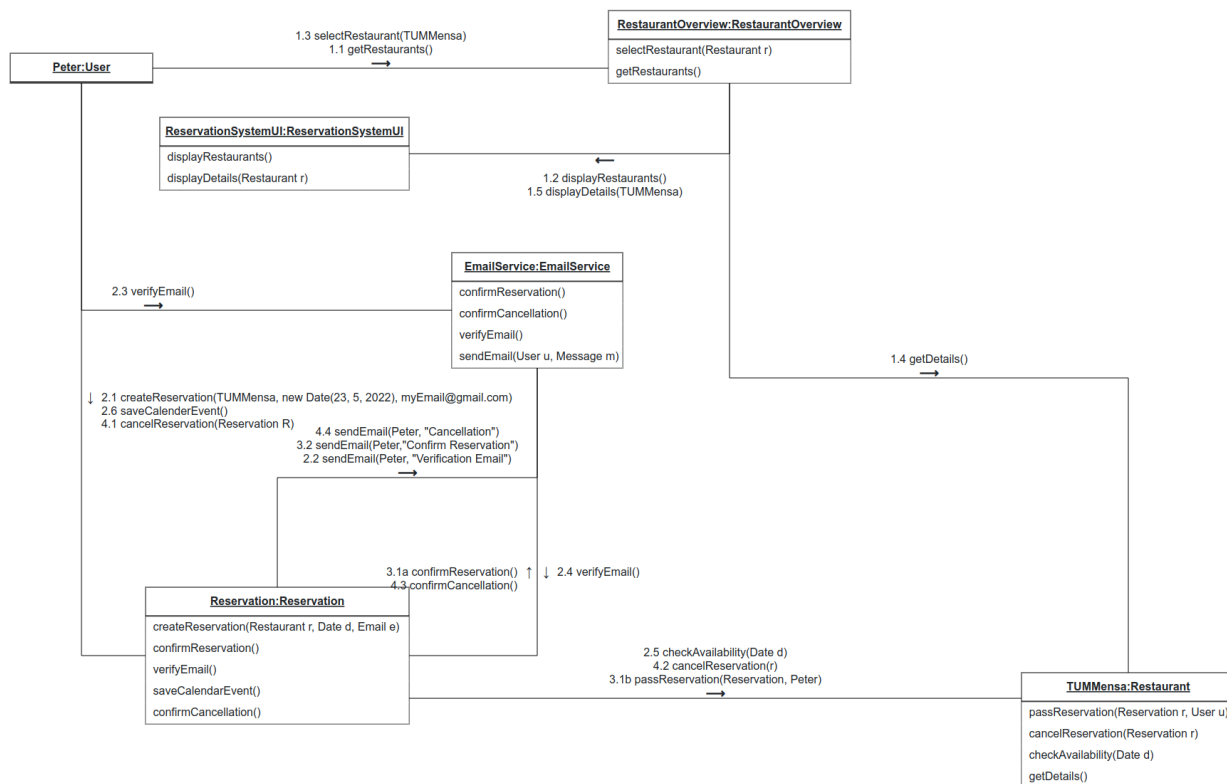 RestaurantOverview:RestaurantOverview
selectRestaurant(Restaurant r)
getRestaurants()
1.3 selectRestaurant(TUMMensa)
1.1 getRestaurants()
→
Peter:User
ReservationSystemUI:ReservationSystemUI
displayRestaurants()
displayDetails(Restaurant r)
←
1.2 displayRestaurants()
1.5 displayDetails(TUMMensa)
EmailService:EmailService
confirmReservation()
confirmCancellation()
verifyEmail()
sendEmail(User u, Message m)
2.3 verifyEmail()
→
1.4 getDetails()
→
↓ 2.1 createReservation(TUMMensa, new Date(23, 5, 2022), myEmail@gmail.com)
2.6 saveCalenderEvent()
4.1 cancelReservation(Reservation R)
4.4 sendEmail(Peter, "Cancellation")
3.2 sendEmail(Peter,"Confirm Reservation")
2.2 sendEmail(Peter, "Verification Email")
→
3.1a confirmReservation() ↑ ↓ 2.4 verifyEmail()
4.3 confirmCancellation()
Reservation:Reservation
createReservation(Restaurant r, Date d, Email e)
confirmReservation()
verifyEmail()
saveCalendarEvent()
confirmCancellation()
2.5 checkAvailability(Date d)
4.2 cancelReservation(r)
3.1b passReservation(Reservation, Peter)
→
TUMMensa:Restaurant
passReservation(Reservation r, User u)
cancelReservation(Reservation r)
checkAvailability(Date d)
getDetails()